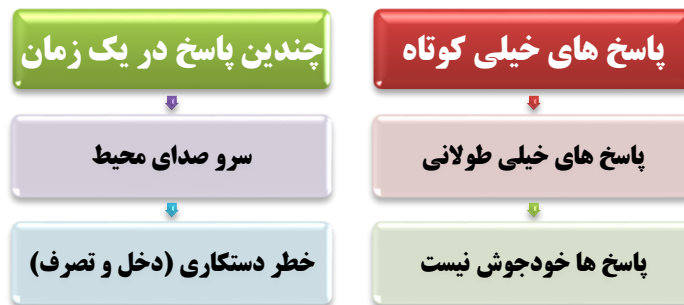 پاسخ های خیلی کوتاه
پاسخ های خیلی طولانی
پاسخ ها خودجوش نیست
چندین پاسخ در یک زمان
سرو صدای محیط
خطر دستکاری (دخل و تصرف)